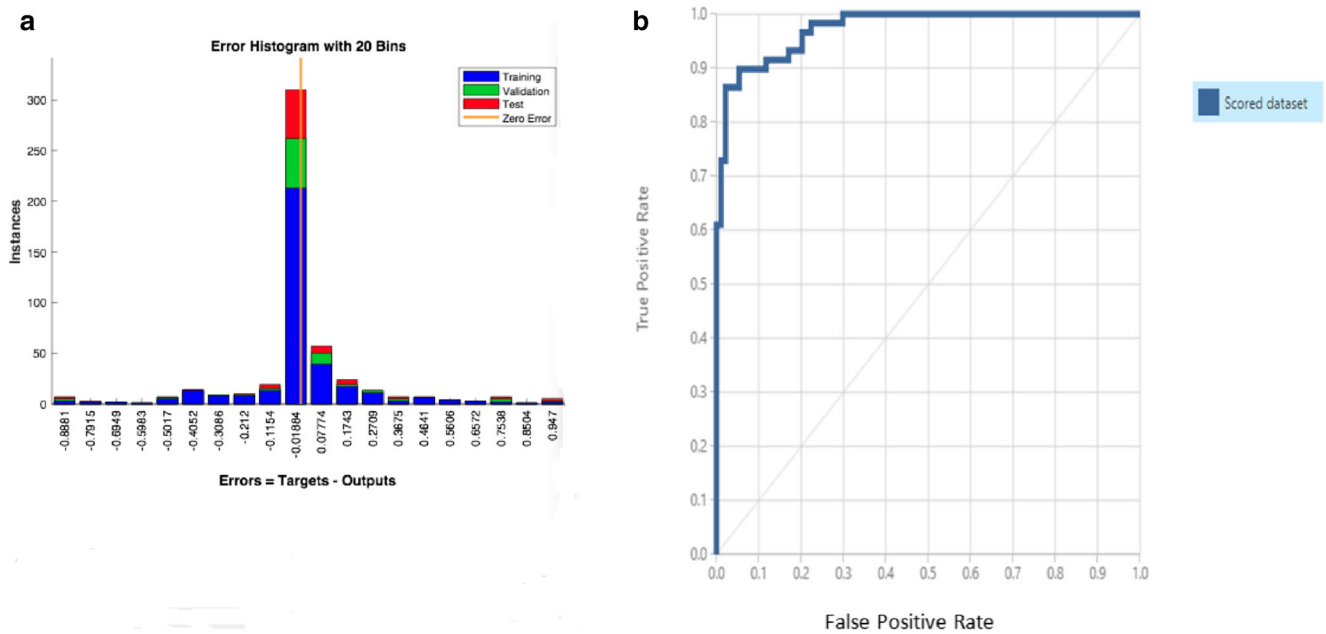 a
Error Histogram with 20 Bins
Training
Validation
Test
Zero Error
300
250
200
150
100
50
0
Instances
-0.8881
-0.7915
-0.6949
-0.5983
-0.5017
-0.4052
-0.3086
-0.212
-0.1154
-0.01884
0.07774
0.1743
0.2709
0.3675
0.4641
0.5606
0.6572
0.7538
0.8504
0.947
Errors = Targets - Outputs
b
1.0
0.9
0.8
0.7
0.6
0.5
0.4
0.3
0.2
0.1
0.0
True Positive Rate
0.0 0.1 0.2 0.3 0.4 0.5 0.6 0.7 0.8 0.9 1.0
False Positive Rate
Scored dataset